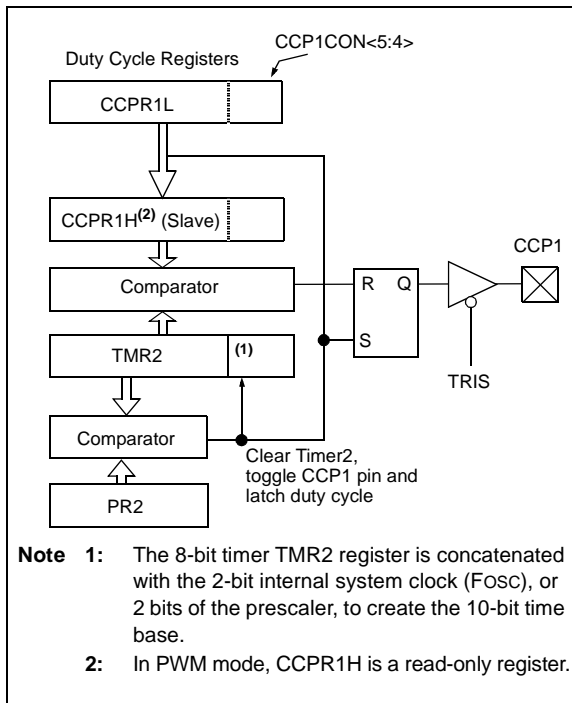 CCP1CON<5:4>
Duty Cycle Registers
CCPR1L
CCPR1H(2) (Slave)
CCP1
Comparator
R Q
TMR2 (1)
S
TRIS
Comparator
Clear Timer2,
toggle CCP1 pin and
latch duty cycle
PR2
Note 1: The 8-bit timer TMR2 register is concatenated
with the 2-bit internal system clock (FOSC), or
2 bits of the prescaler, to create the 10-bit time
base.
2: In PWM mode, CCPR1H is a read-only register.